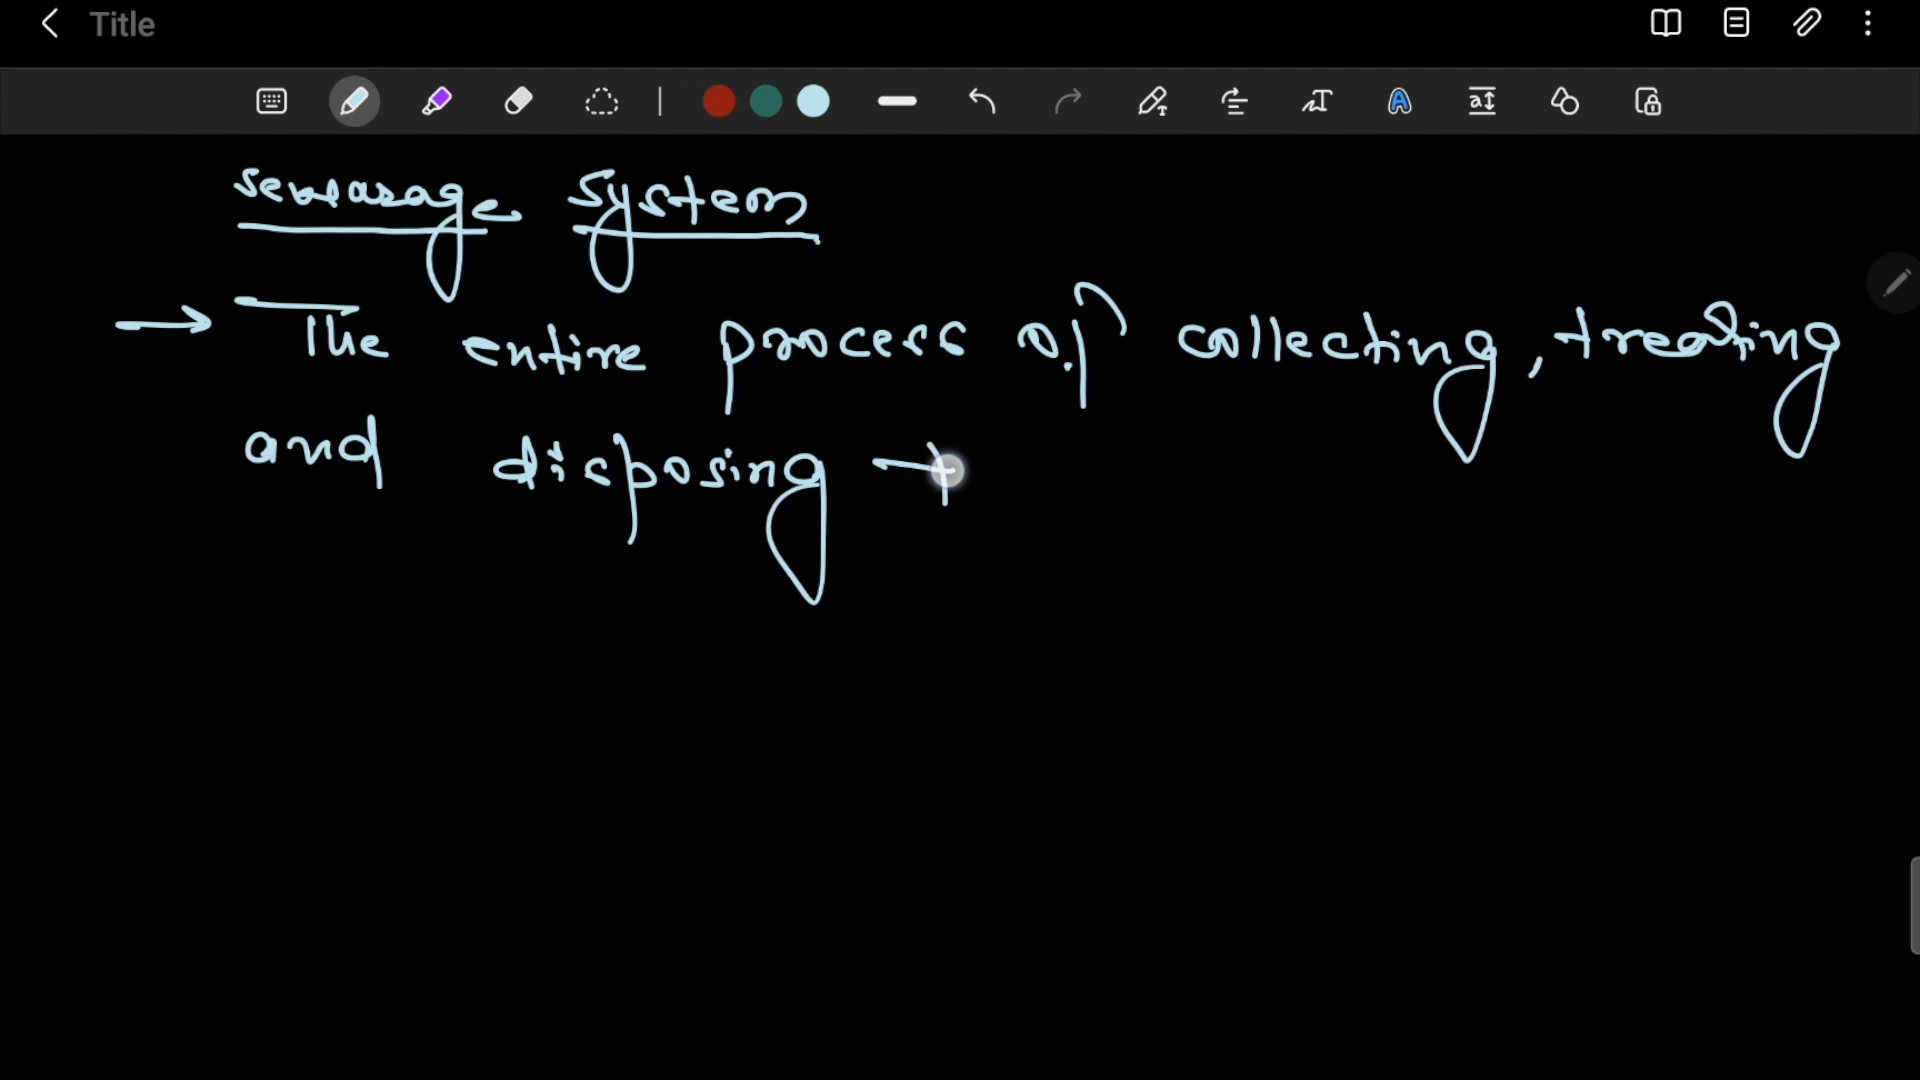 Title
sewarage system
→ The entire process of collecting, treating
and disposing